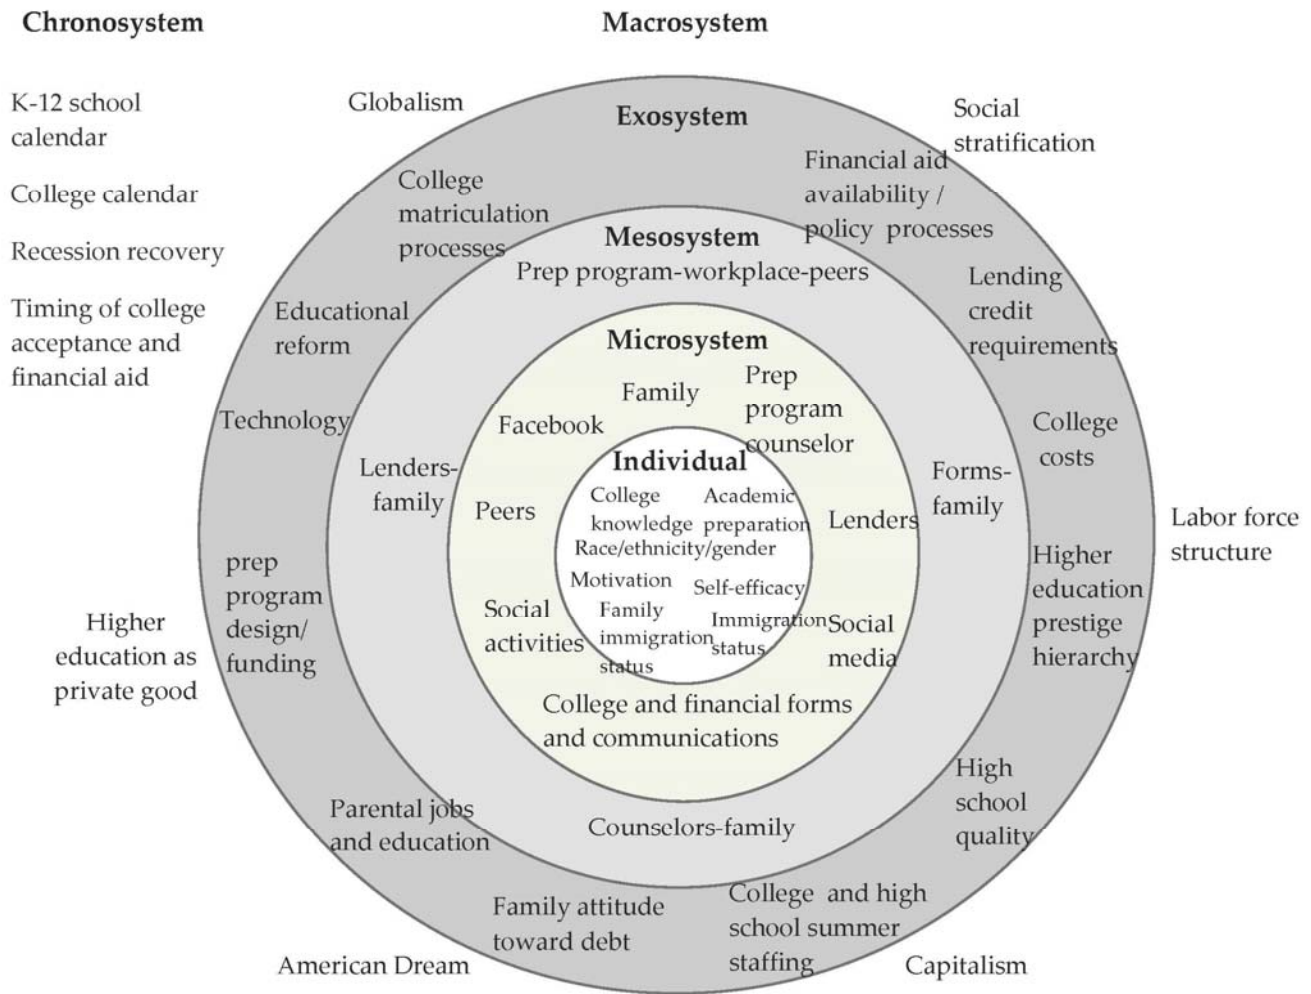 Chronosystem
K-12 school
calendar
College calendar
Recession recovery
Timing of college
acceptance and
financial aid
Macrosystem
Globalism
Social
stratification
Labor force
structure
Higher
education as
private good
American Dream
Capitalism
Exosystem
College
matriculation
processes
Financial aid
availability /
policy processes
Educational
reform
Lending
credit
requirements
Technology
College
costs
prep
program
design/
funding
Higher
education
prestige
hierarchy
Parental jobs
and education
High
school
quality
Family attitude
toward debt
College and high
school summer
staffing
Mesosystem
Prep program-workplace-peers
Lenders-
family
Forms-
family
Counselors-family
Microsystem
Family
Prep
program
counselor
Facebook
Peers
Lenders
Social
activities
Social
media
College and financial forms
and communications
Individual
College
knowledge
Academic
preparation
Race/ethnicity/gender
Motivation
Self-efficacy
Family
immigration
status
Immigration
status